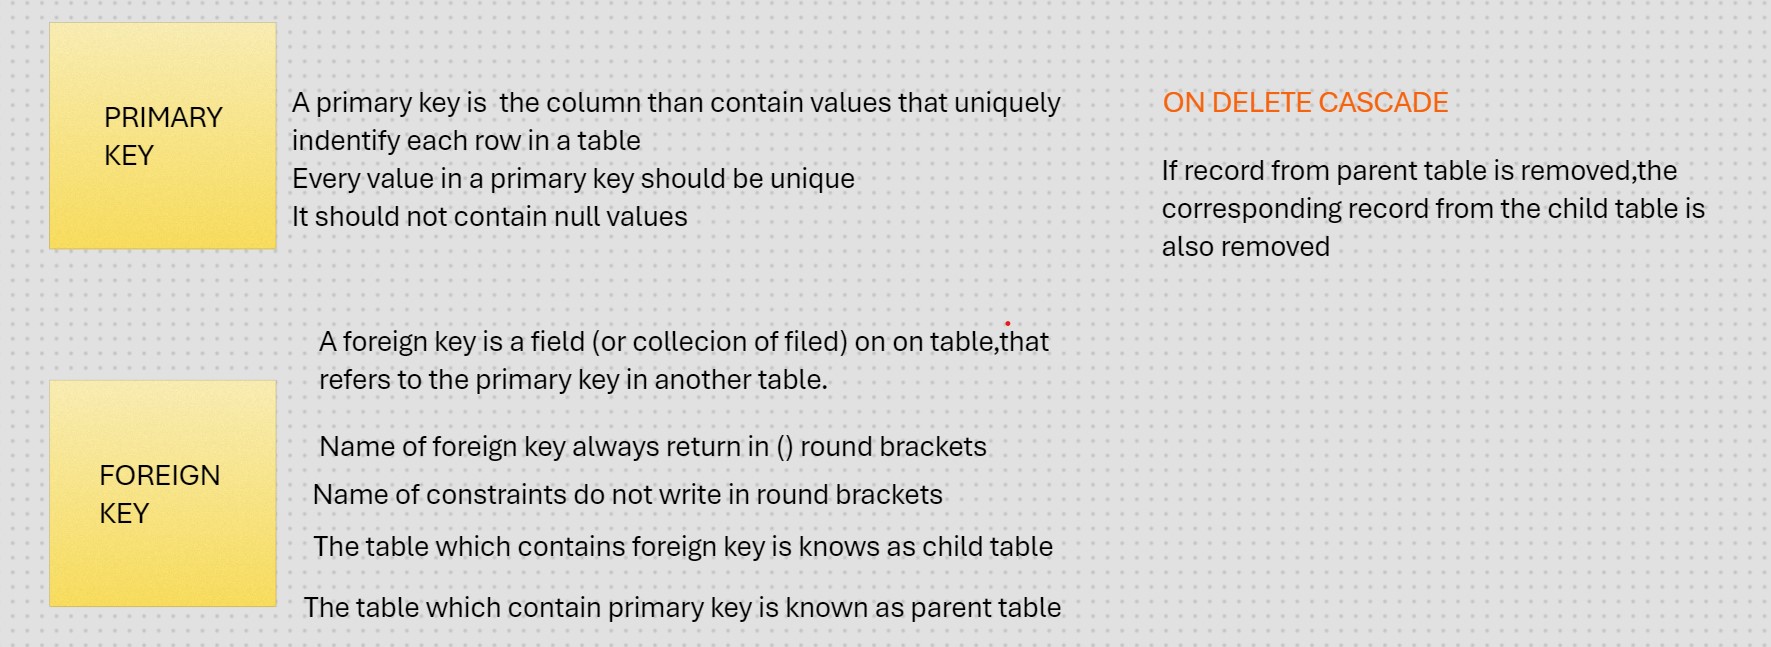 PRIMARY
KEY
A primary key is  the column than contain values that uniquely
indentify each row in a table
Every value in a primary key should be unique
It should not contain null values
ON DELETE CASCADE
If record from parent table is removed,the
corresponding record from the child table is
also removed
FOREIGN
KEY
A foreign key is a field (or collecion of filed) on on table,that
refers to the primary key in another table.
Name of foreign key always return in () round brackets
Name of constraints do not write in round brackets
The table which contains foreign key is knows as child table
The table which contain primary key is known as parent table